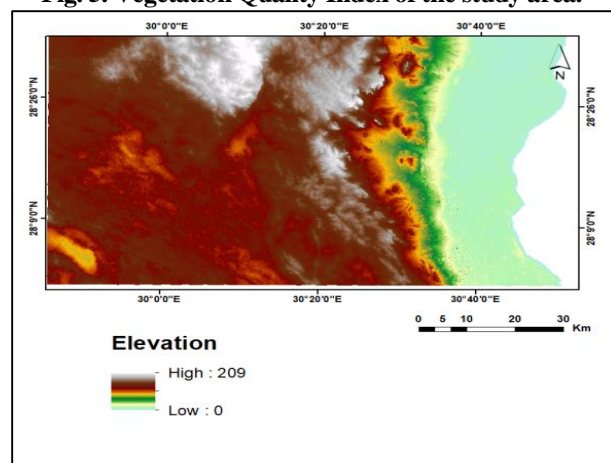 Fig. 3. Vegetation Quality Index of the study area.
30°0'0"E 30°20'0"E 30°40'0"E
N
28°26'0"N 28°26'0"N
28°9'0"N 28°9'0"N
30°0'0"E 30°20'0"E 30°40'0"E
0 5 10 20 30
Km
Elevation
High : 209
Low : 0